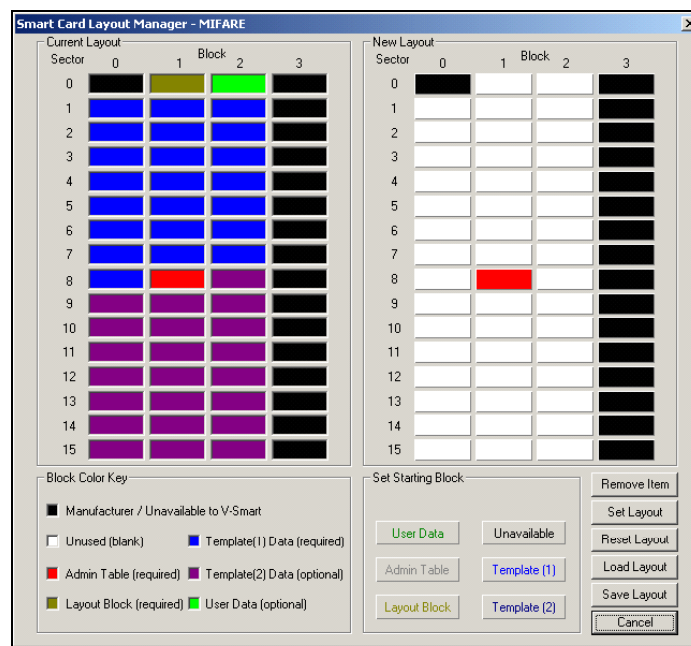 Smart Card Layout Manager - MIFARE
Current Layout
Block
Sector 0 1 2 3
0
1
2
3
4
5
6
7
8
9
10
11
12
13
14
15
New Layout
Block
Sector 0 1 2 3
0
1
2
3
4
5
6
7
8
9
10
11
12
13
14
15
Block Color Key
Manufacturer / Unavailable to V-Smart
Unused (blank) Template(1) Data (required)
Admin Table (required) Template(2) Data (optional)
Layout Block (required) User Data (optional)
Set Starting Block
User Data Unavailable
Admin Table Template (1)
Layout Block Template (2)
Remove Item
Set Layout
Reset Layout
Load Layout
Save Layout
Cancel